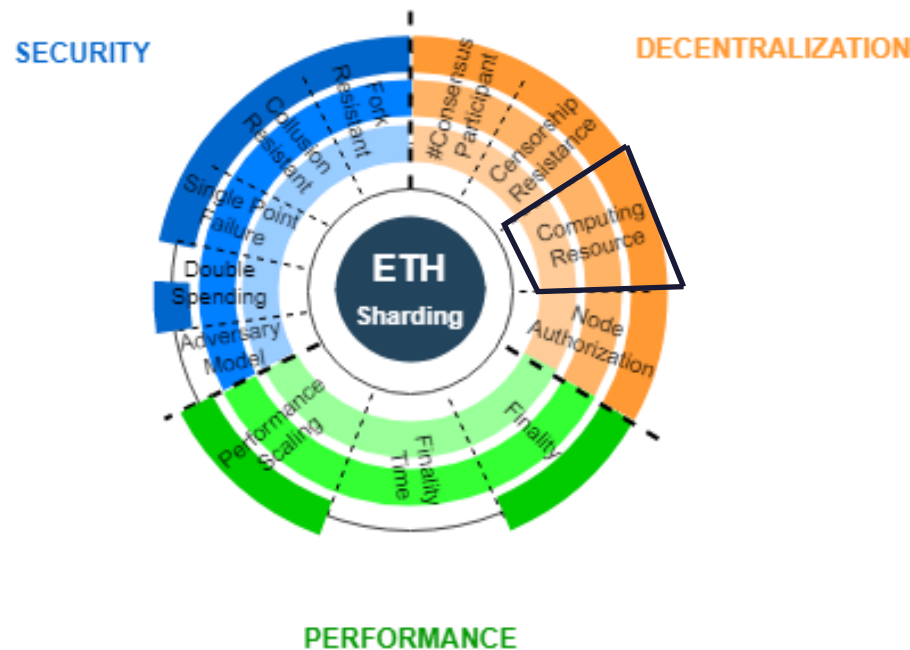 SECURITY
DECENTRALIZATION
#Consensus
Participant
Censorship
Resistance
Computing
Resource
Node
Authorization
Finality
Finality
Time
Performance
Scaling
Adversary
Model
Double
Spending
Single Point
Failure
Collusion
Resistant
Fork
Resistant
ETH
Sharding
PERFORMANCE